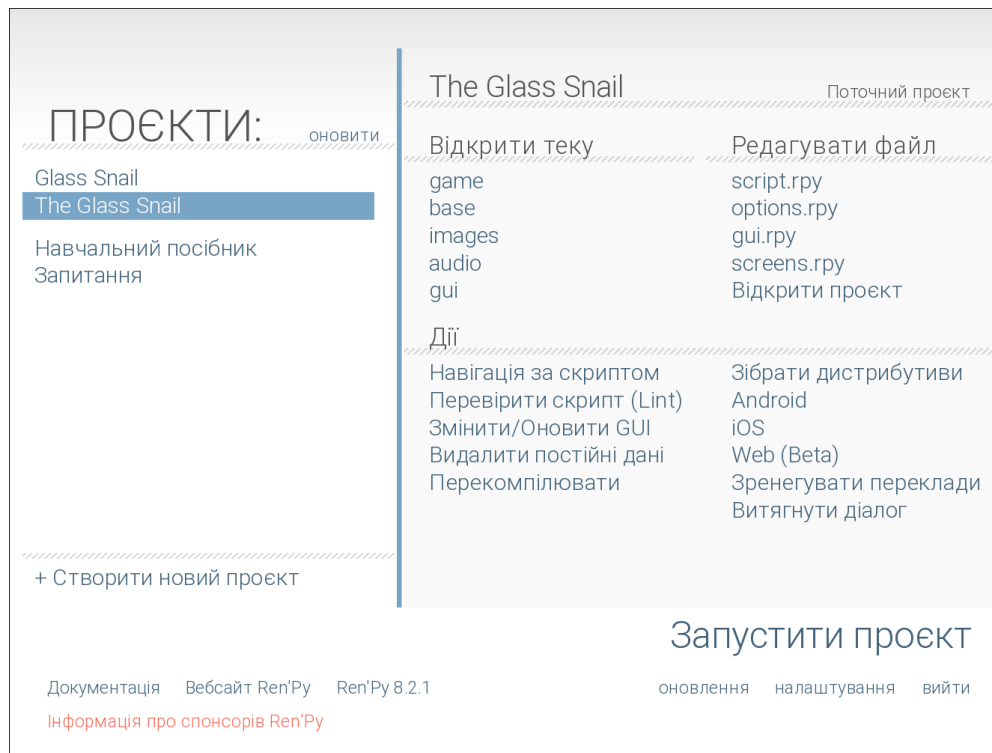 ПРОЄКТИ:
оновити
Glass Snail
The Glass Snail
Навчальний посібник
Запитання
+ Створити новий проєкт
The Glass Snail
Поточний проєкт
Відкрити теку
game
base
images
audio
gui
Редагувати файл
script.rpy
options.rpy
gui.rpy
screens.rpy
Відкрити проєкт
Дії
Навігація за скриптом
Перевірити скрипт (Lint)
Змінити/Оновити GUI
Видалити постійні дані
Перекомпілювати
Зібрати дистрибутиви
Android
iOS
Web (Beta)
Зренегувати переклади
Витягнути діалог
Запустити проєкт
Документація
Вебсайт Ren'Py
Ren'Py 8.2.1
оновлення
налаштування
вийти
Інформація про спонсорів Ren'Py